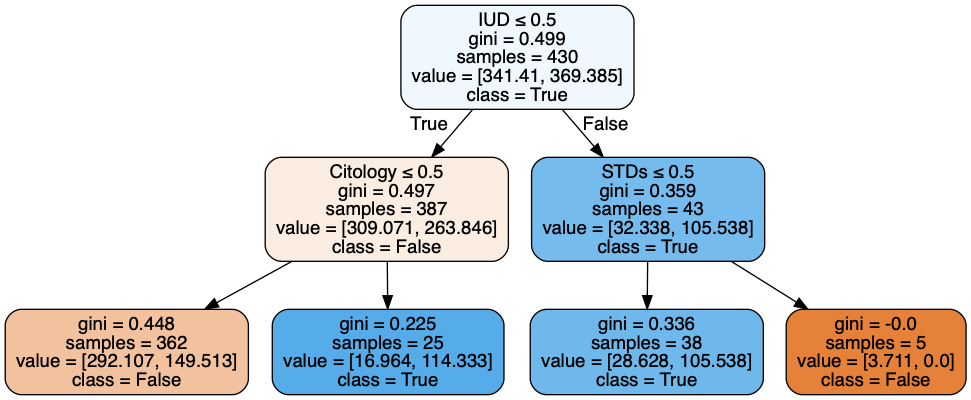 IUD ≤ 0.5
gini = 0.499
samples = 430
value = [341.41, 369.385]
class = True
True
False
Citology ≤ 0.5
gini = 0.497
samples = 387
value = [309.071, 263.846]
class = False
STDs ≤ 0.5
gini = 0.359
samples = 43
value = [32.338, 105.538]
class = True
gini = 0.448
samples = 362
value = [292.107, 149.513]
class = False
gini = 0.225
samples = 25
value = [16.964, 114.333]
class = True
gini = 0.336
samples = 38
value = [28.628, 105.538]
class = True
gini = -0.0
samples = 5
value = [3.711, 0.0]
class = False